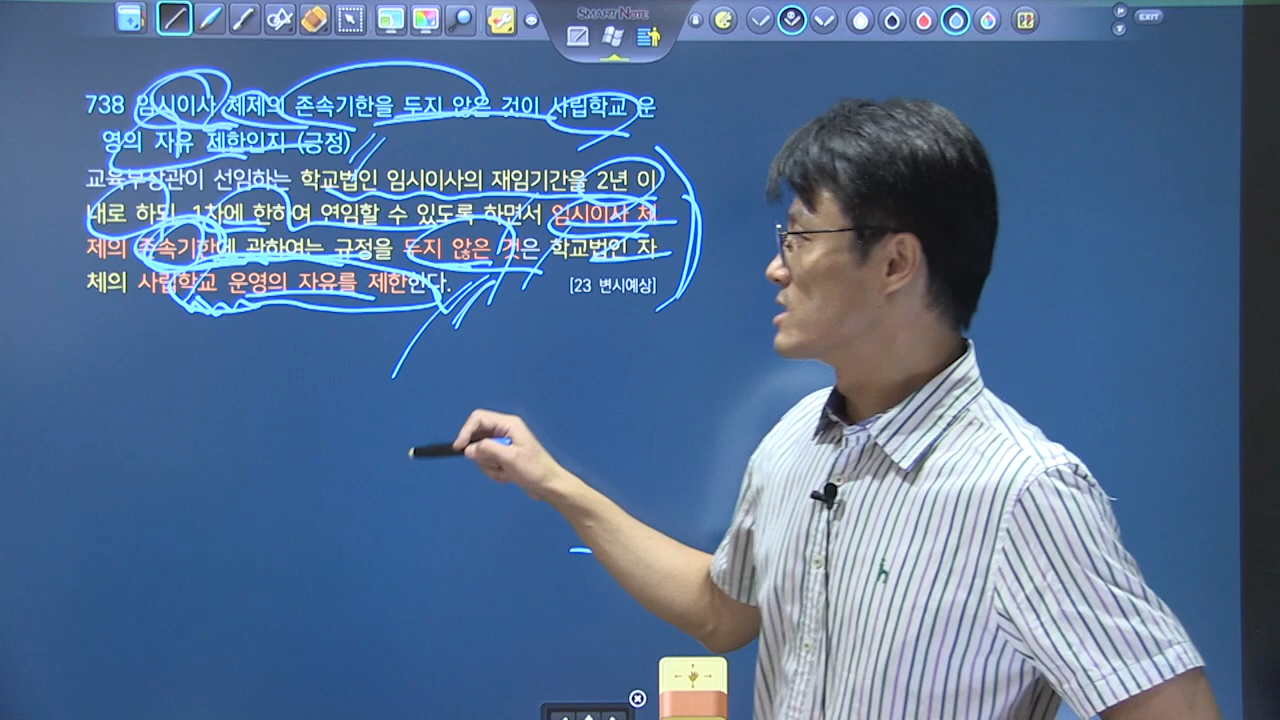 SMART NOTE
EXIT
738 임시이사 체제의 존속기한을 두지 않은 것이 사립학교 운
영의 자유 제한인지 (긍정)
교육부장관이 선임하는 학교법인 임시이사의 재임기간을 2년 이
내로 하되, 1차에 한하여 연임할 수 있도록 하면서 임시이사 체
제의 존속기한에 관하여는 규정을 두지 않은 것은 학교법인 자
체의 사립학교 운영의 자유를 제한한다. [23 변시예상]